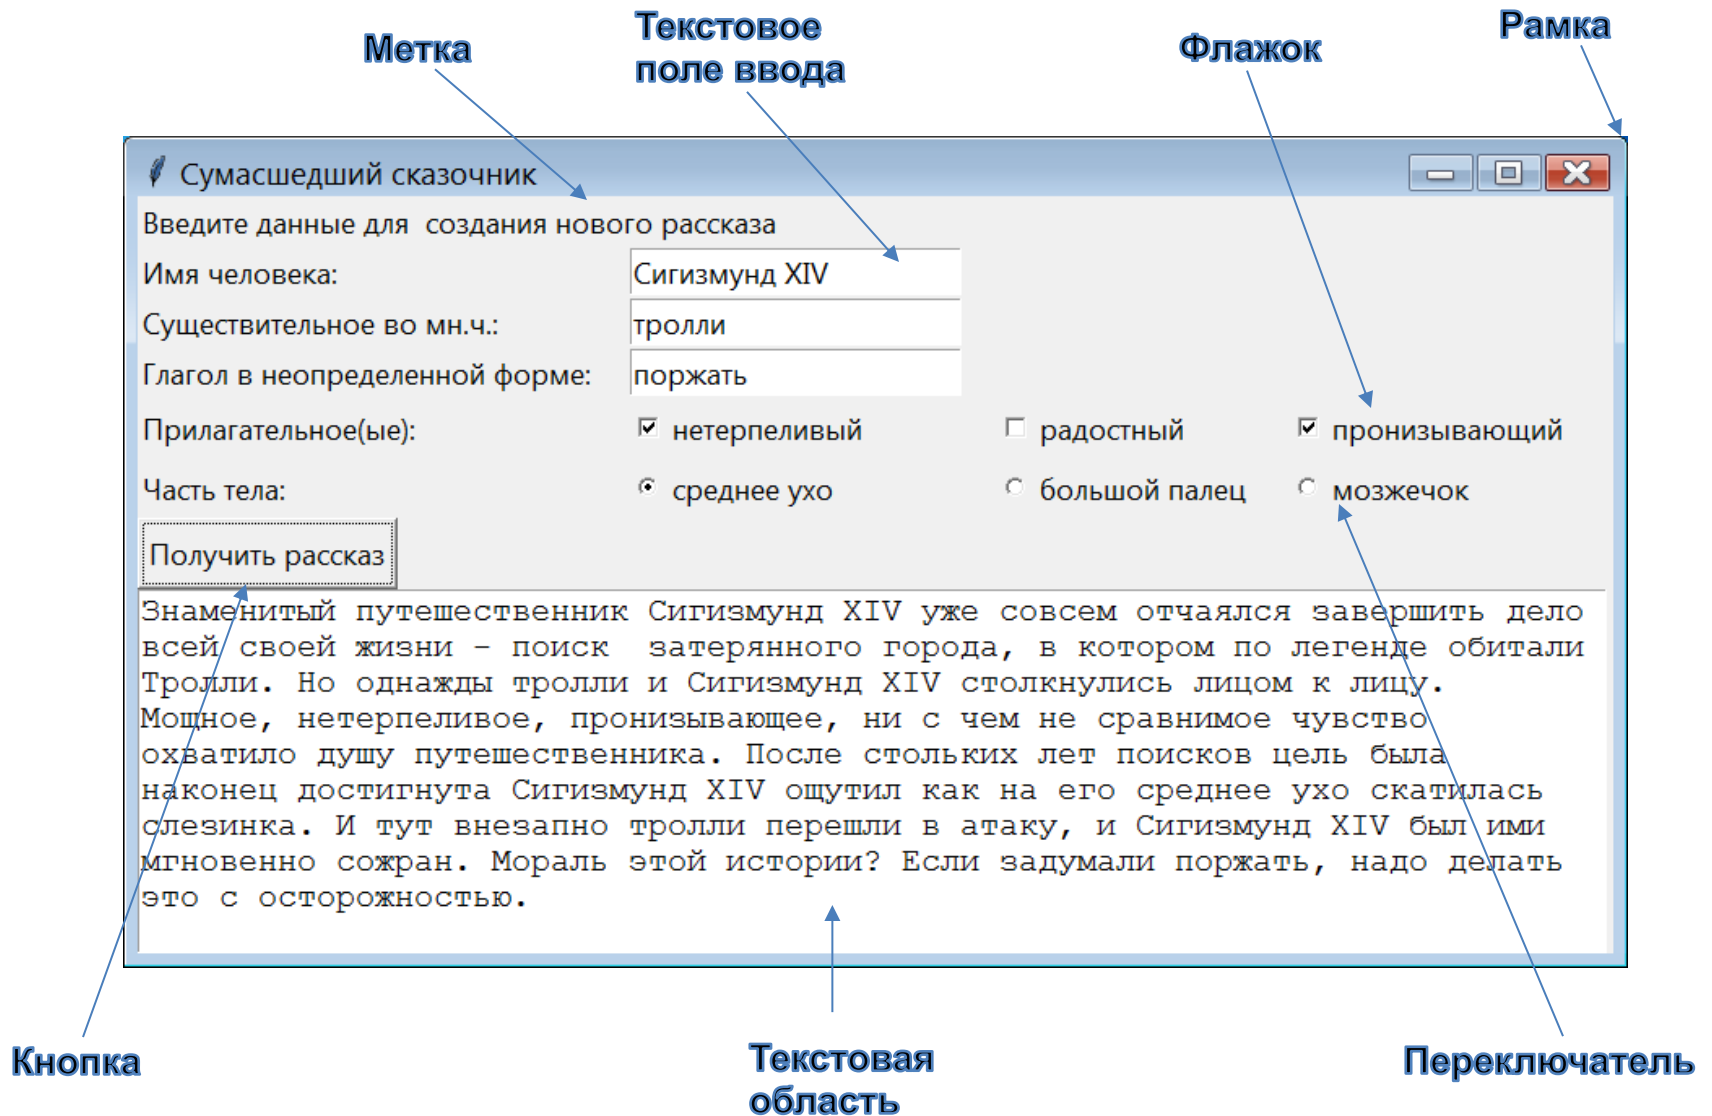 Метка
Текстовое
поле ввода
Флажок
Рамка
Сумасшедший сказочник
Введите данные для  создания нового рассказа
Имя человека: Сигизмунд XIV
Существительное во мн.ч.: тролли
Глагол в неопределенной форме: поржать
Прилагательное(ые): нетерпеливый радостный пронизывающий
Часть тела: среднее ухо большой палец мозжечок
Получить рассказ
Знаменитый путешественник Сигизмунд XIV уже совсем отчаялся завершить дело
всей своей жизни - поиск  затерянного города, в котором по легенде обитали
Тролли. Но однажды тролли и Сигизмунд XIV столкнулись лицом к лицу.
Мощное, нетерпеливое, пронизывающее, ни с чем не сравнимое чувство
охватило душу путешественника. После стольких лет поисков цель была
наконец достигнута Сигизмунд XIV ощутил как на его среднее ухо скатилась
слезинка. И тут внезапно тролли перешли в атаку, и Сигизмунд XIV был ими
мгновенно сожран. Мораль этой истории? Если задумали поржать, надо делать
это с осторожностью.
Кнопка
Текстовая
область
Переключатель